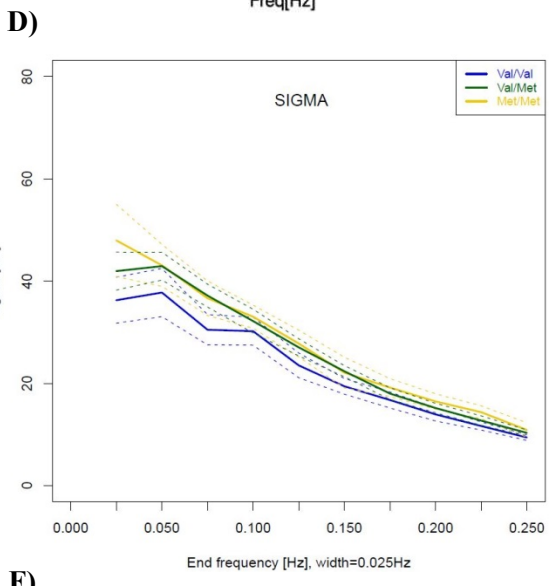 Freq[Hz]
D)
SIGMA
Val/Val
Val/Met
Met/Met
80
60
40
20
0
0.000 0.050 0.100 0.150 0.200 0.250
End frequency [Hz], width=0.025Hz